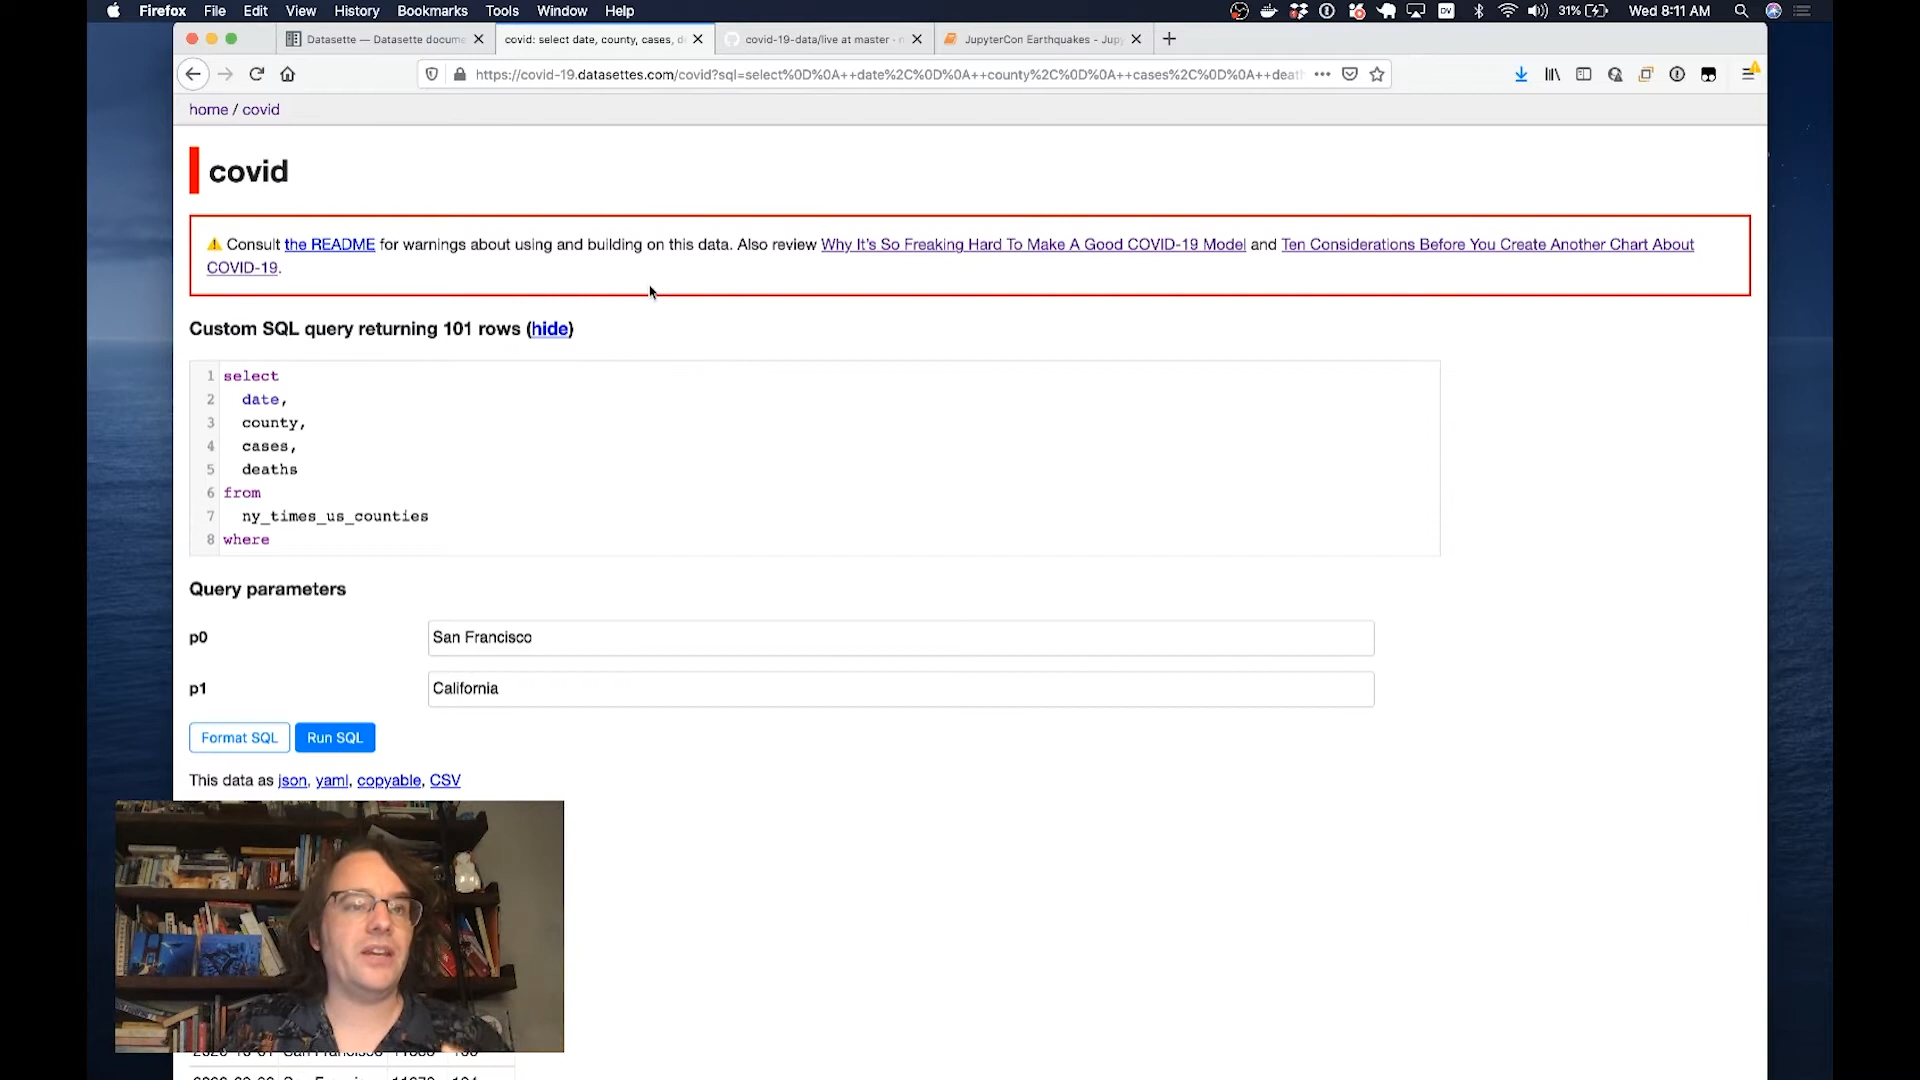 Firefox File Edit View History Bookmarks Tools Window Help DV 31% Wed 8:11 AM
Datasette — Datasette docume covid: select date, county, cases, d covid-19-data/live at master - JupyterCon Earthquakes - Jup
https://covid-19.datasettes.com/covid?sql=select%0D%0A++date%2C%0D%0A++county%2C%0D%0A++cases%2C%0D%0A++deat
home / covid
covid
Consult the README for warnings about using and building on this data. Also review Why It's So Freaking Hard To Make A Good COVID-19 Model and Ten Considerations Before You Create Another Chart About
COVID-19.
Custom SQL query returning 101 rows (hide)
1 select
2 date,
3 county,
4 cases,
5 deaths
6 from
7 ny_times_us_counties
8 where
Query parameters
p0 San Francisco
p1 California
Format SQL Run SQL
This data as json, yaml, copyable, CSV